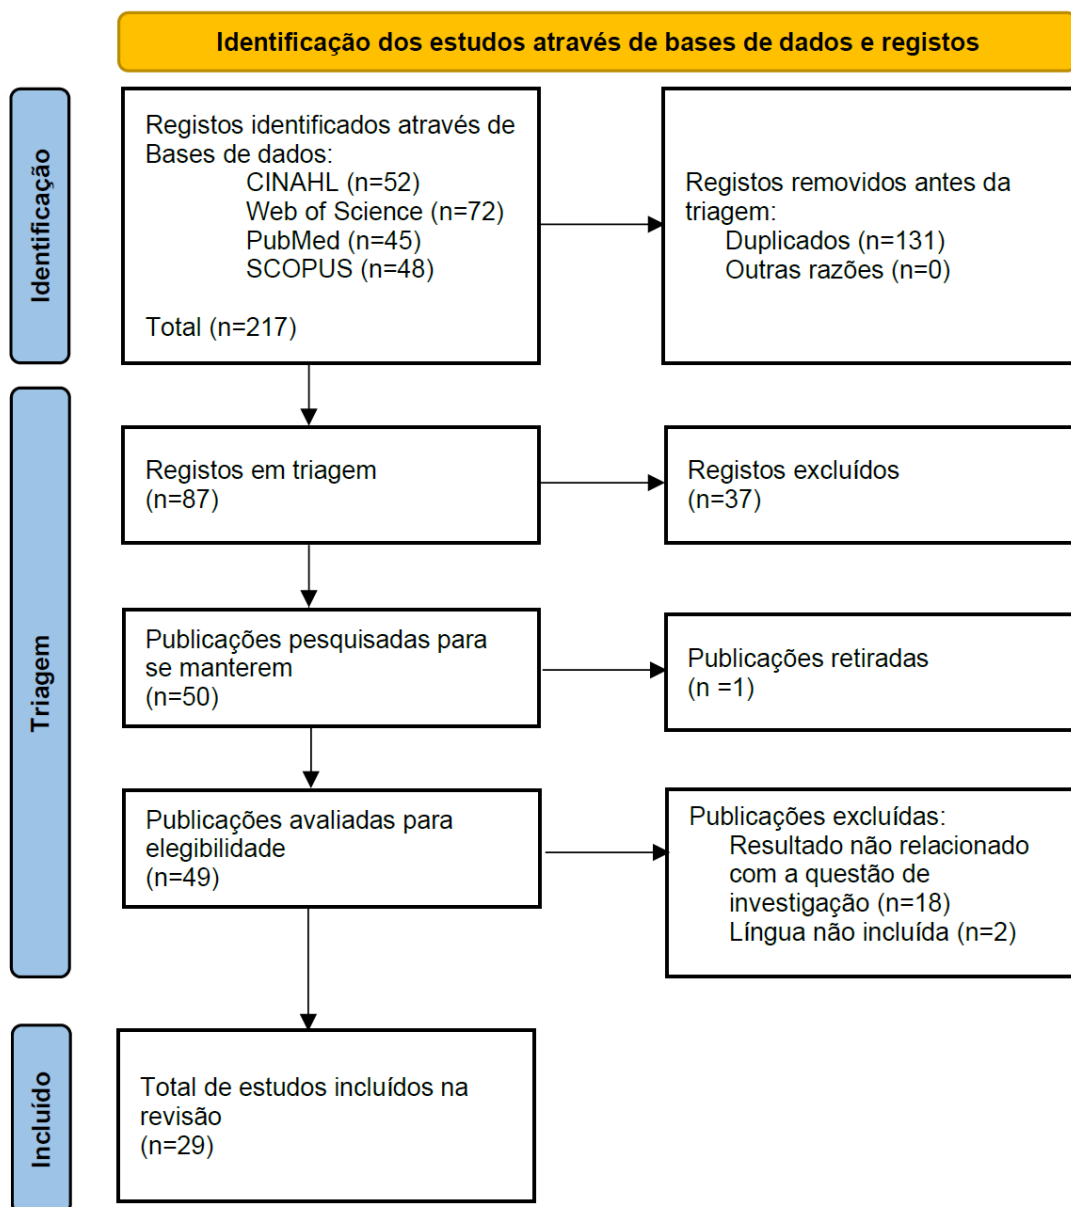 Identificação dos estudos através de bases de dados e registos
Identificação
Registos identificados através de
Bases de dados:
CINAHL (n=52)
Web of Science (n=72)
PubMed (n=45)
SCOPUS (n=48)
Total (n=217)
Registos removidos antes da
triagem:
Duplicados (n=131)
Outras razões (n=0)
Triagem
Registos em triagem
(n=87)
Registos excluídos
(n=37)
Publicações pesquisadas para
se manterem
(n=50)
Publicações retiradas
(n =1)
Publicações avaliadas para
elegibilidade
(n=49)
Publicações excluídas:
Resultado não relacionado
com a questão de
investigação (n=18)
Língua não incluída (n=2)
Incluído
Total de estudos incluídos na
revisão
(n=29)